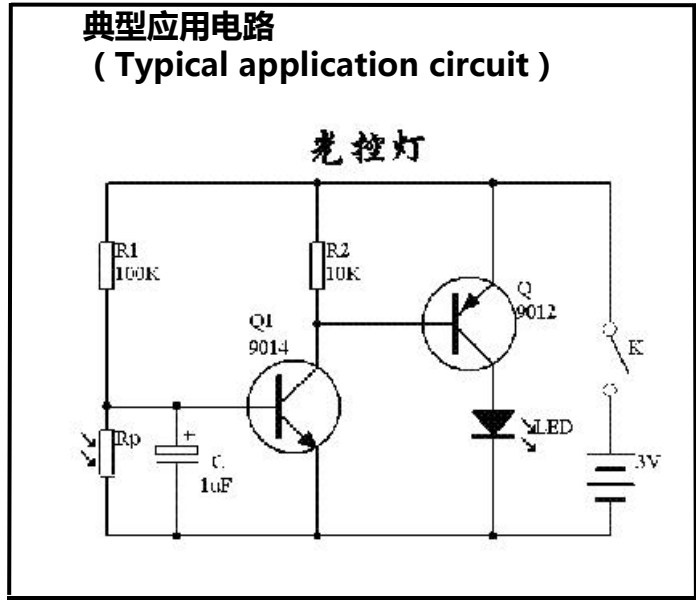 典型应用电路
（Typical application circuit）
光控灯
R1
100K
R2
10K
Q1
9014
Q
9012
K
Rp
+
C
1uF
LED
3V